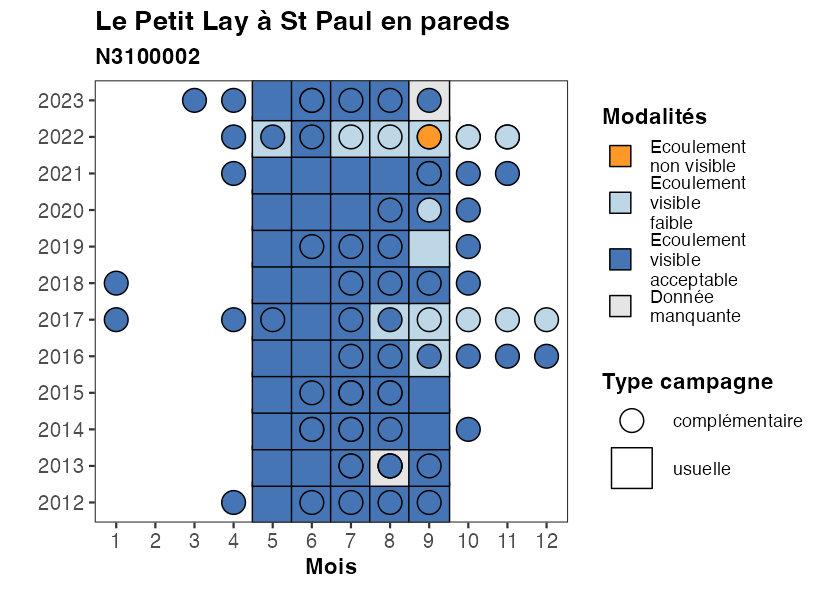 Le Petit Lay à St Paul en pareds
N3100002
2023
2022
2021
2020
2019
2018
2017
2016
2015
2014
2013
2012
1 2 3 4 5 6 7 8 9 10 11 12
Mois
Modalités
Ecoulement
non visible
Ecoulement
visible
faible
Ecoulement
visible
acceptable
Donnée
manquante
Type campagne
complémentaire
usuelle